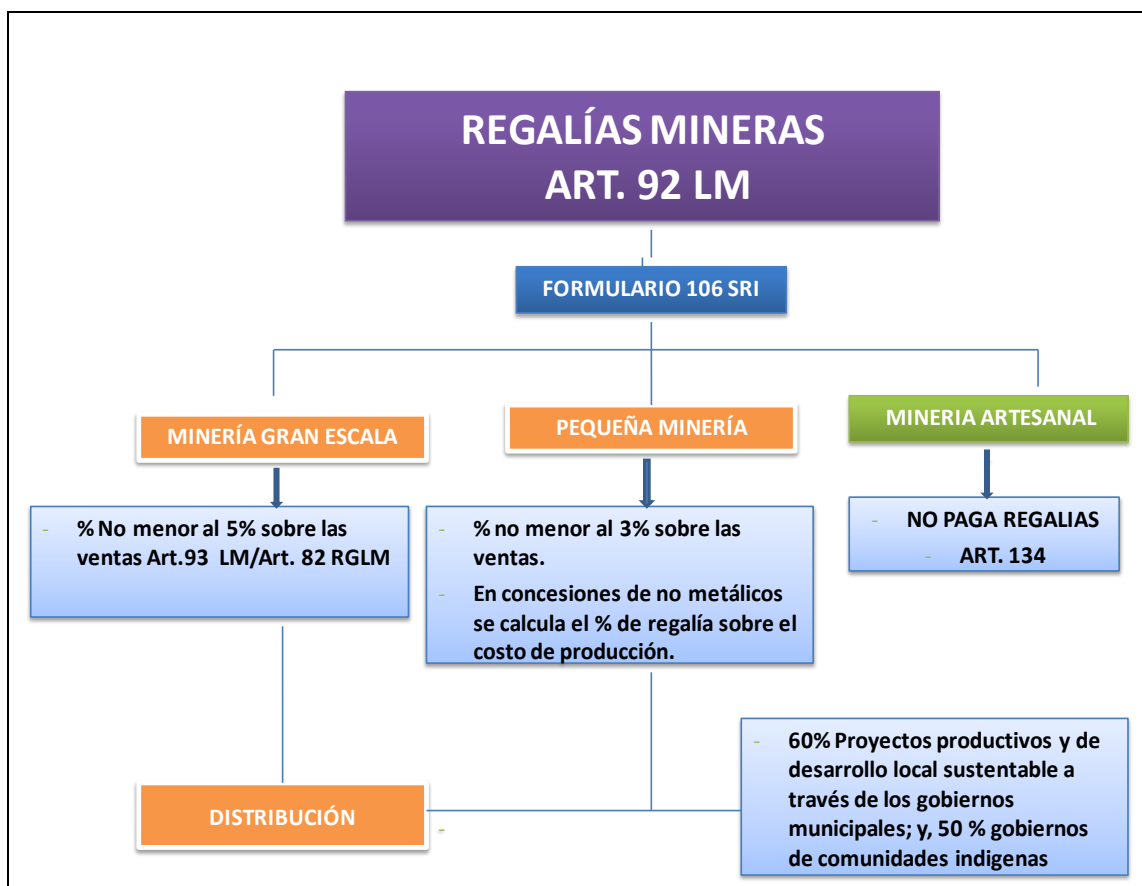 REGALÍAS MINERAS
ART. 92 LM
FORMULARIO 106 SRI
MINERÍA GRAN ESCALA
PEQUEÑA MINERÍA
MINERIA ARTESANAL
- % No menor al 5% sobre las
ventas Art.93 LM/Art. 82 RGLM
- % no menor al 3% sobre las
ventas.
- En concesiones de no metálicos
se calcula el % de regalía sobre el
costo de producción.
- NO PAGA REGALIAS
- ART. 134
DISTRIBUCIÓN
-
- 60% Proyectos productivos y de
desarrollo local sustentable a
través de los gobiernos
municipales; y, 50 % gobiernos
de comunidades indigenas